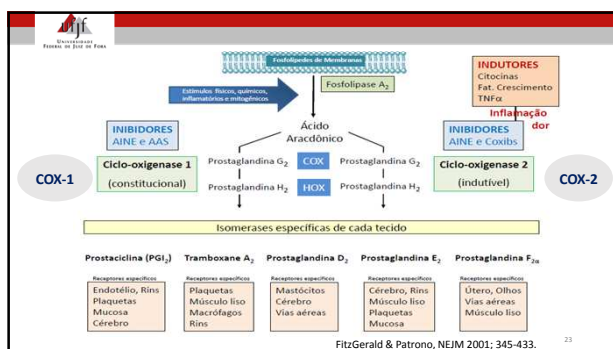 ufjf
UNIVERSIDADE
FEDERAL DE JUIZ DE FORA
Fosfolípedes de Membranas
Estímulos físicos, químicos,
inflamatórios e mitogênicos
Fosfolipase A2
INDUTORES
Citocinas
Fat. Crescimento
TNFα
Inflamação
dor
Ácido
Aracdônico
INIBIDORES
AINE e AAS
INIBIDORES
AINE e Coxibs
COX-1
Ciclo-oxigenase 1
(constitucional)
Prostaglandina G2
COX
Prostaglandina G2
Prostaglandina H2
HOX
Prostaglandina H2
Ciclo-oxigenase 2
(indutível)
COX-2
Isomerases específicas de cada tecido
Prostaciclina (PGI2)
Receptores específicos
Endotélio, Rins
Plaquetas
Mucosa
Cérebro
Tramboxane A2
Receptores específicos
Plaquetas
Músculo liso
Macrófagos
Rins
Prostaglandina D2
Receptores específicos
Mastócitos
Cérebro
Vias aéreas
Prostaglandina E2
Receptores específicos
Cérebro, Rins
Músculo liso
Plaquetas
Mucosa
Prostaglandina F2α
Receptores específicos
Útero, Olhos
Vias aéreas
Músculo liso
FitzGerald & Patrono, NEJM 2001; 345-433.
23